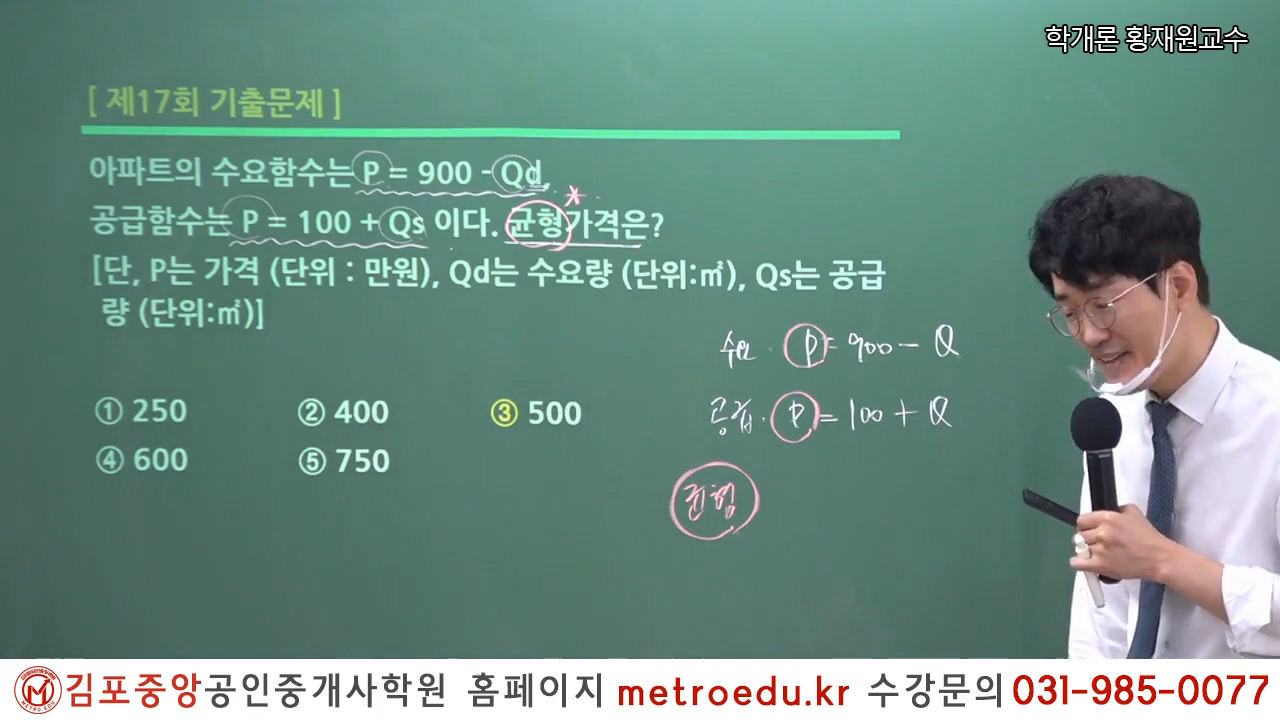 학개론 황재원교수
[ 제17회 기출문제 ]
아파트의 수요함수는 P = 900 - Qd,
공급함수는 P = 100 + Qs 이다. 균형가격은?
[단, P는 가격 (단위 : 만원), Qd는 수요량 (단위:㎡), Qs는 공급
량 (단위:㎡)]
수요. P = 900 - Q
공급. P = 100 + Q
① 250 ② 400 ③ 500
④ 600 ⑤ 750
균형
METRO EDU
김포중앙공인중개사학원 홈페이지 metroedu.kr 수강문의 031-985-0077